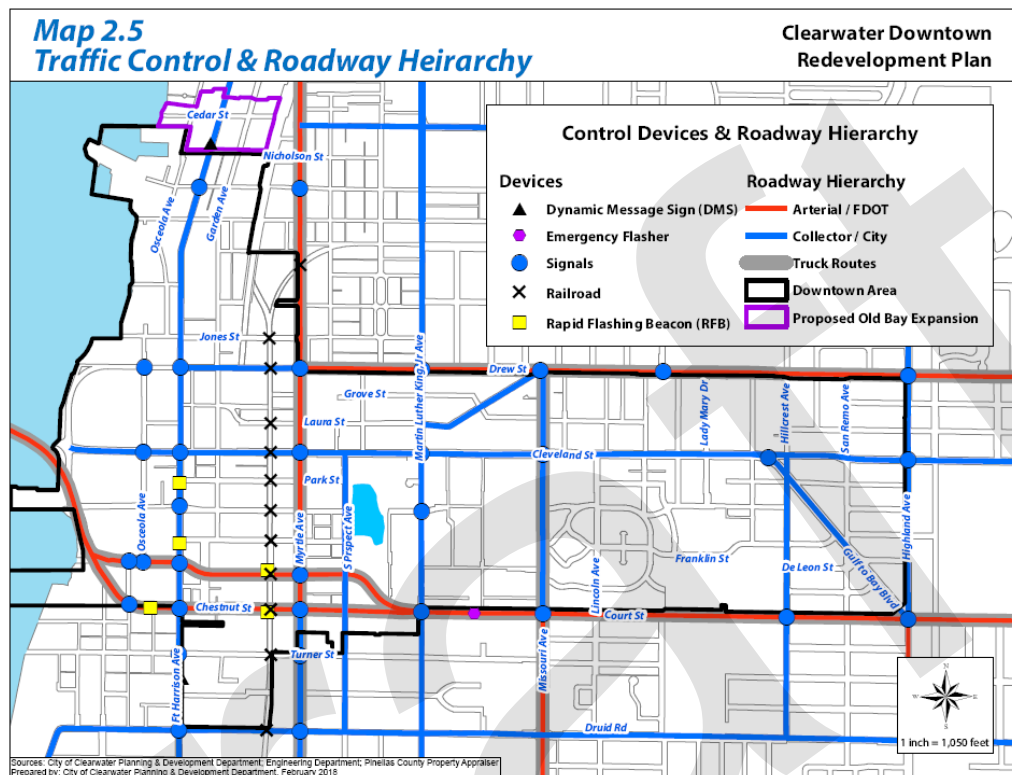 Map 2.5
Traffic Control & Roadway Heirarchy
Clearwater Downtown
Redevelopment Plan
Control Devices & Roadway Hierarchy
Devices
Dynamic Message Sign (DMS)
Emergency Flasher
Signals
Railroad
Rapid Flashing Beacon (RFB)
Roadway Hierarchy
Arterial / FDOT
Collector / City
Truck Routes
Downtown Area
Proposed Old Bay Expansion
Cedar St
Nicholson St
Osceola Ave
Garden Ave
Jones St
Drew St
Grove St
Martin Luther King, Jr Ave
Lady Mary Dr
Hillcrest Ave
San Remo Ave
Laura St
Cleveland St
Park St
Osceola Ave
Myrtle Ave
S Prspect Ave
Franklin St
De Leon St
Gulf to Bay Blvd
Highland Ave
Lincoln Ave
Chestnut St
Court St
Turner St
Ft Harrison Ave
Missouri Ave
Druid Rd
N
W
E
S
1 inch = 1,050 feet
Sources: City of Clearwater Planning & Development Department; Engineering Department; Pinellas County Property Appraiser
Prepared by: City of Clearwater Planning & Development Department, February 2018